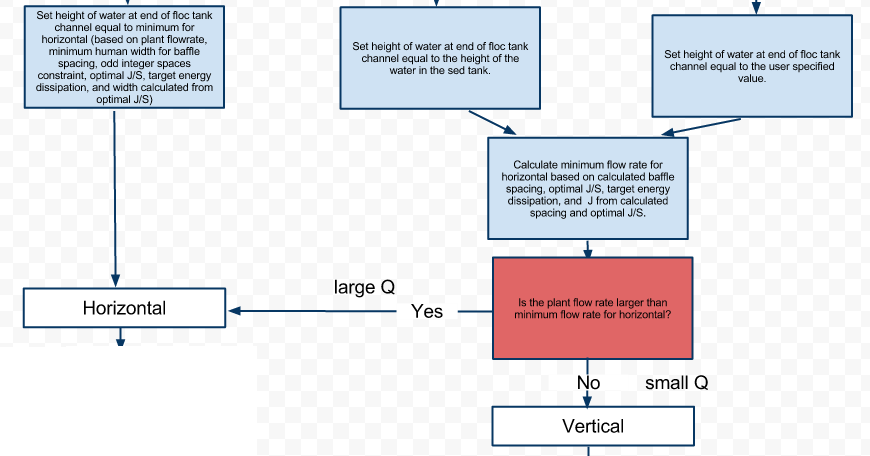 Set height of water at end of floc tank
channel equal to minimum for
horizontal (based on plant flowrate,
minimum human width for baffle
spacing, odd integer spaces
constraint, optimal J/S, target energy
dissipation, and width calculated from
optimal J/S)
Set height of water at end of floc tank
channel equal to the height of the
water in the sed tank.
Set height of water at end of floc tank
channel equal to the user specified
value.
Calculate minimum flow rate for
horizontal based on calculated baffle
spacing, optimal J/S, target energy
dissipation, and J from calculated
spacing and optimal J/S.
Is the plant flow rate larger than
minimum flow rate for horizontal?
large Q
Yes
Horizontal
No
small Q
Vertical